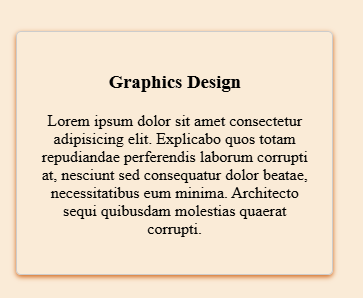 Graphics Design
Lorem ipsum dolor sit amet consectetur
adipisicing elit. Explicabo quos totam
repudiandae perferendis laborum corrupti
at, nesciunt sed consequatur dolor beatae,
necessitatibus eum minima. Architecto
sequi quibusdam molestias quaerat
corrupti.